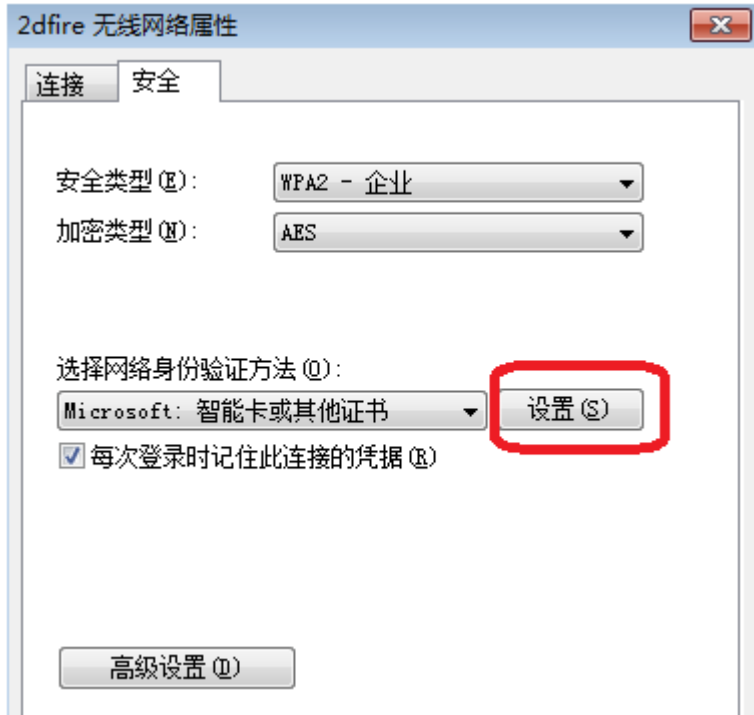 2dfire 无线网络属性
连接 安全
安全类型(E): WPA2 - 企业
加密类型(N): AES
选择网络身份验证方法(O):
Microsoft: 智能卡或其他证书 设置(S)
每次登录时记住此连接的凭据(R)
高级设置(D)